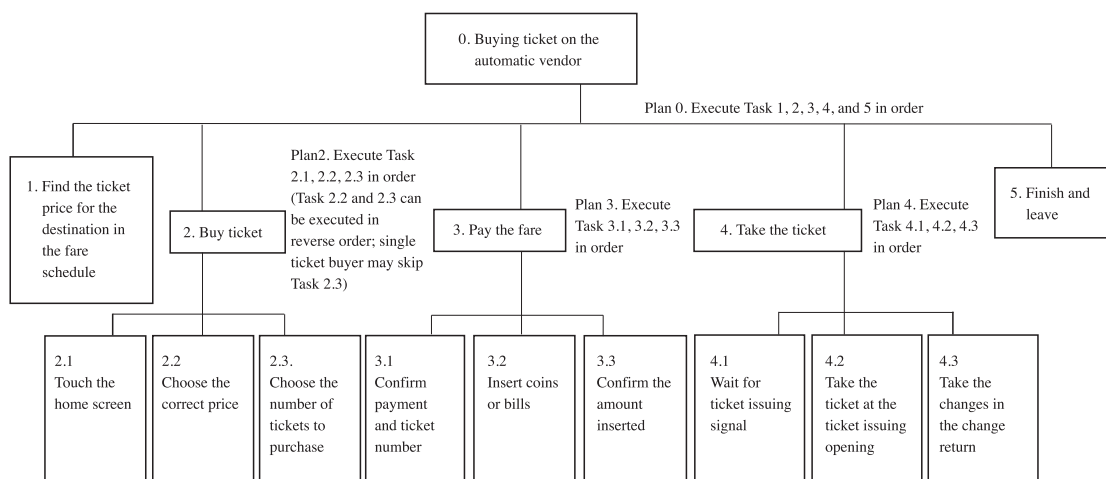 0. Buying ticket on the
automatic vendor
Plan 0. Execute Task 1, 2, 3, 4, and 5 in order
1. Find the ticket
price for the
destination in
the fare
schedule
2. Buy ticket
Plan2. Execute Task
2.1, 2.2, 2.3 in order
(Task 2.2 and 2.3 can
be executed in
reverse order; single
ticket buyer may skip
Task 2.3)
3. Pay the fare
Plan 3. Execute
Task 3.1, 3.2, 3.3
in order
4. Take the ticket
Plan 4. Execute
Task 4.1, 4.2, 4.3
in order
5. Finish and
leave
2.1
Touch the
home screen
2.2
Choose the
correct price
2.3.
Choose the
number of
tickets to
purchase
3.1
Confirm
payment
and ticket
number
3.2
Insert coins
or bills
3.3
Confirm the
amount
inserted
4.1
Wait for
ticket issuing
signal
4.2
Take the
ticket at the
ticket issuing
opening
4.3
Take the
changes in
the change
return